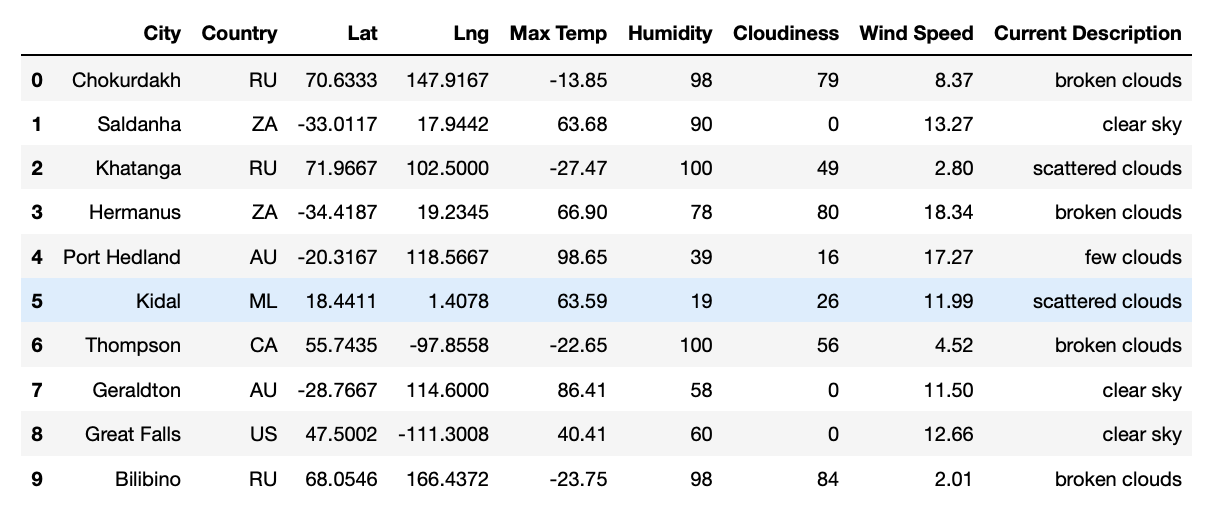 City Country Lat Lng Max Temp Humidity Cloudiness Wind Speed Current Description
0 Chokurdakh RU 70.6333 147.9167 -13.85 98 79 8.37 broken clouds
1 Saldanha ZA -33.0117 17.9442 63.68 90 0 13.27 clear sky
2 Khatanga RU 71.9667 102.5000 -27.47 100 49 2.80 scattered clouds
3 Hermanus ZA -34.4187 19.2345 66.90 78 80 18.34 broken clouds
4 Port Hedland AU -20.3167 118.5667 98.65 39 16 17.27 few clouds
5 Kidal ML 18.4411 1.4078 63.59 19 26 11.99 scattered clouds
6 Thompson CA 55.7435 -97.8558 -22.65 100 56 4.52 broken clouds
7 Geraldton AU -28.7667 114.6000 86.41 58 0 11.50 clear sky
8 Great Falls US 47.5002 -111.3008 40.41 60 0 12.66 clear sky
9 Bilibino RU 68.0546 166.4372 -23.75 98 84 2.01 broken clouds